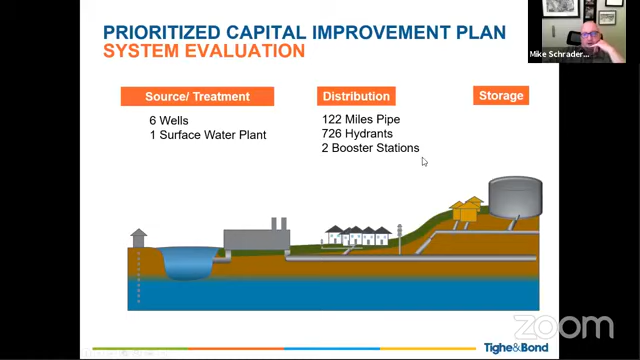 PRIORITIZED CAPITAL IMPROVEMENT PLAN
SYSTEM EVALUATION
Mike Schrader...
Source/ Treatment
Distribution
Storage
6 Wells
1 Surface Water Plant
122 Miles Pipe
726 Hydrants
2 Booster Stations
zoom
Tighe&Bond